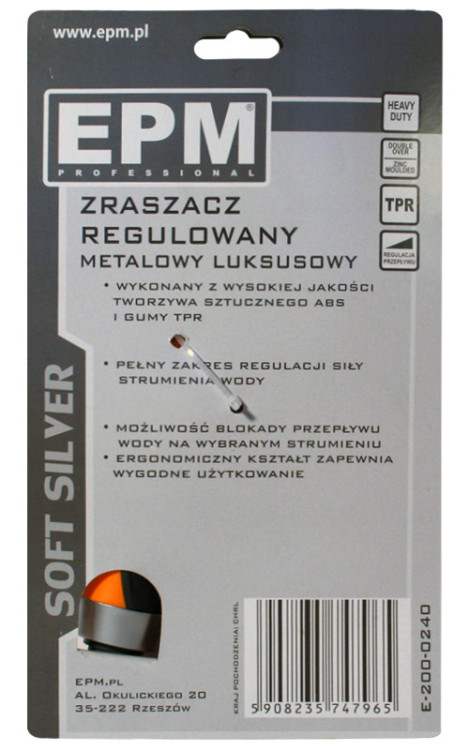 www.epm.pl
EPM®
PROFESSIONAL
HEAVY
DUTY
DOUBLE
OVER
ZINC
MOULDED
TPR
REGULACJA
PRZEPŁYWU
ZRASZACZ
REGULOWANY
METALOWY LUKSUSOWY
• WYKONANY Z WYSOKIEJ JAKOŚCI
TWORZYWA SZTUCZNEGO ABS
I GUMY TPR
• PEŁNY ZAKRES REGULACJI SIŁY
STRUMIENIA WODY
• MOŻLIWOŚĆ BLOKADY PRZEPŁYWU
WODY NA WYBRANYM STRUMIENIU
• ERGONOMICZNY KSZTAŁT ZAPEWNIA
WYGODNE UŻYTKOWANIE
SOFT SILVER
EPM.PL
AL. OKULICKIEGO 20
35-222 RZESZÓW
KRAJ POCHODZENIA: CHRL
5908235747965
E-200-0240